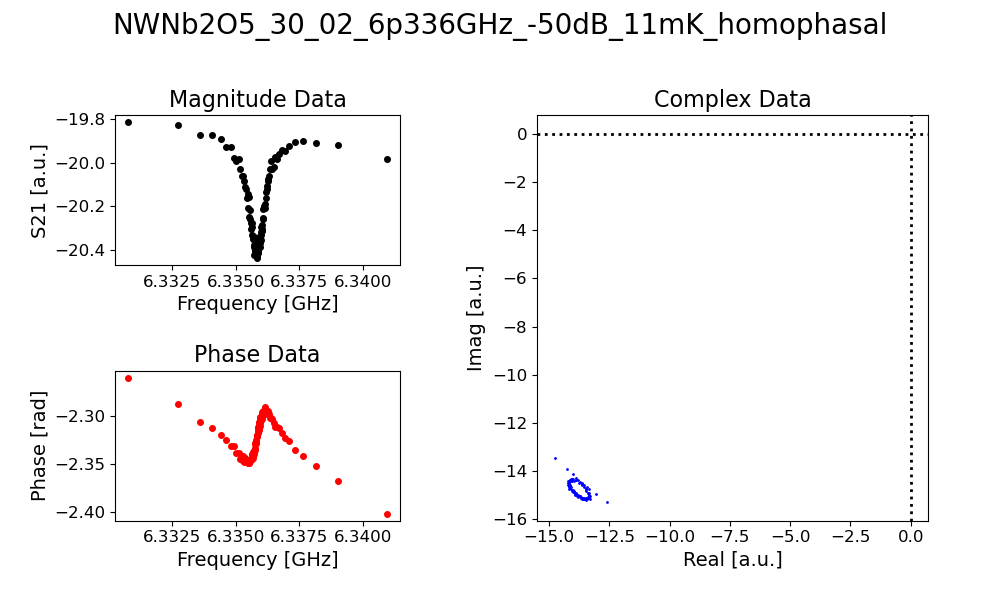 NWNb2O5_30_02_6p336GHz_-50dB_11mK_homophasal
Magnitude Data
S21 [a.u.]
−19.8
−20.0
−20.2
−20.4
6.3325 6.3350 6.3375 6.3400
Frequency [GHz]
Phase Data
Phase [rad]
−2.30
−2.35
−2.40
6.3325 6.3350 6.3375 6.3400
Frequency [GHz]
Complex Data
Imag [a.u.]
0
−2
−4
−6
−8
−10
−12
−14
−16
−15.0 −12.5 −10.0 −7.5 −5.0 −2.5 0.0
Real [a.u.]